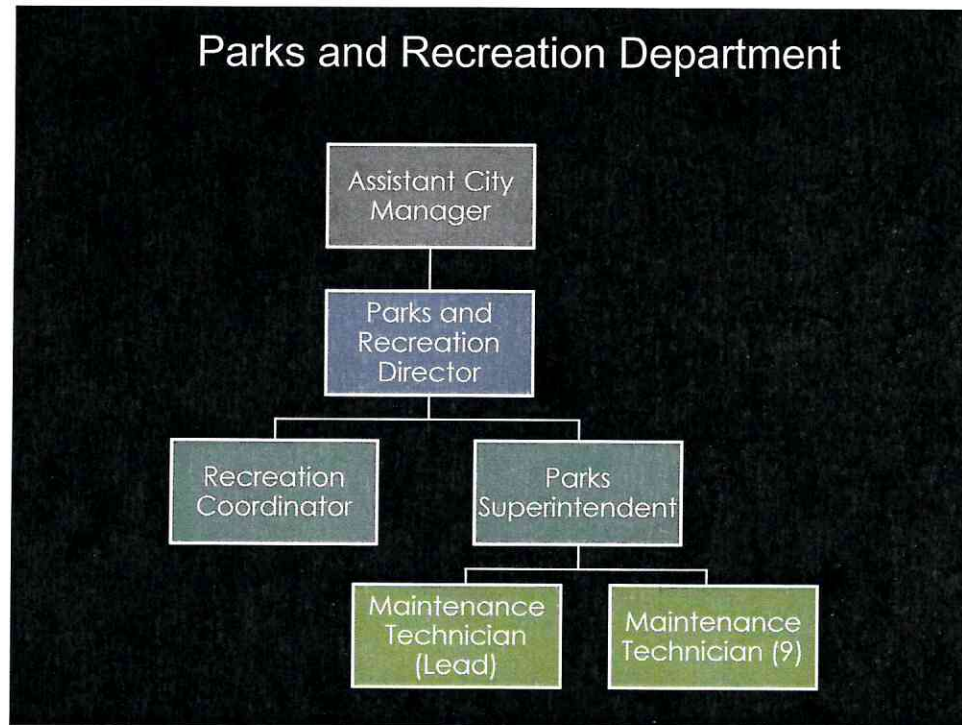 Parks and Recreation Department
Assistant City
Manager
Parks and
Recreation
Director
Recreation
Coordinator
Parks
Superintendent
Maintenance
Technician
(Lead)
Maintenance
Technician (9)